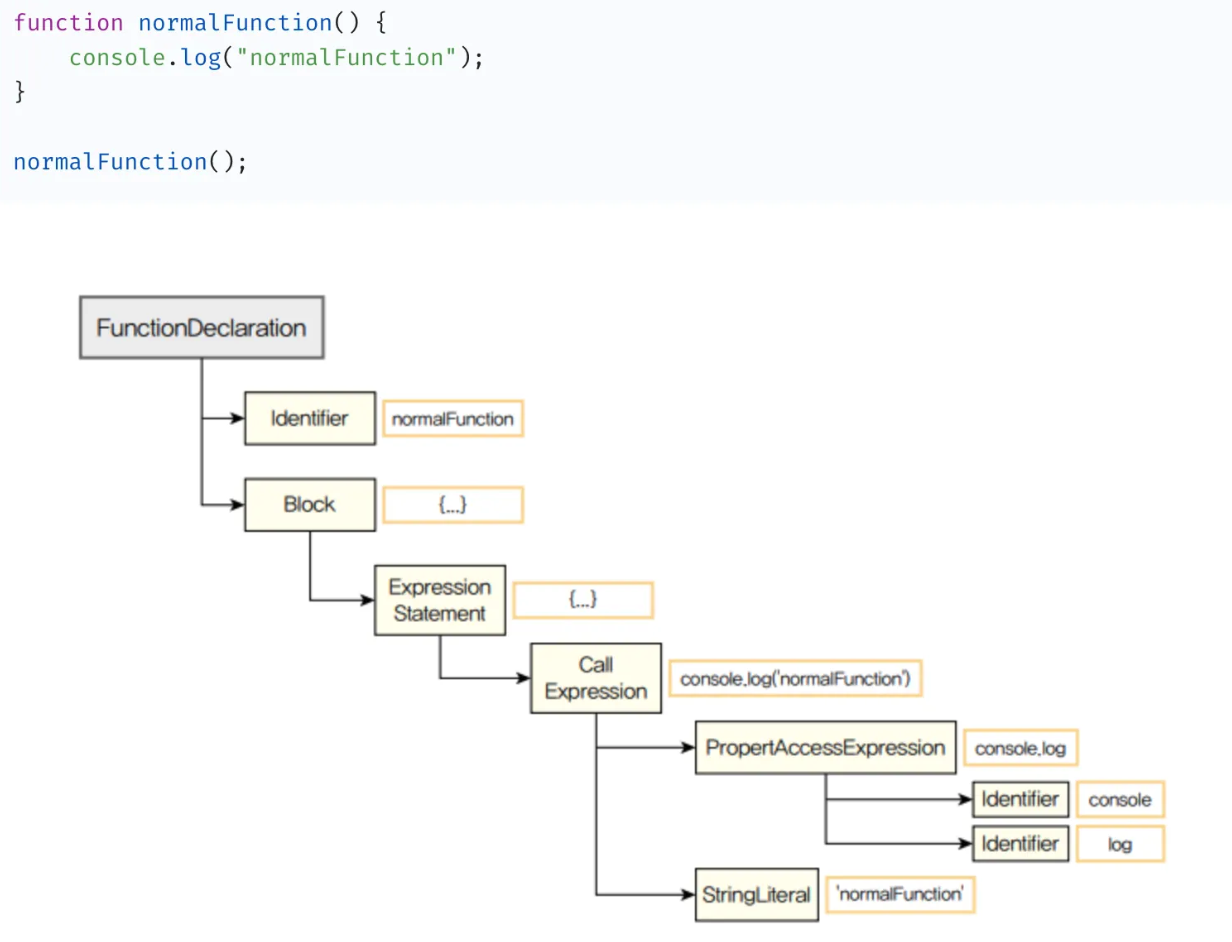 function normalFunction() {
    console.log("normalFunction");
}
normalFunction();
FunctionDeclaration
Identifier normalFunction
Block {...}
Expression
Statement
{...}
Call
Expression
console.log('normalFunction')
PropertAccessExpression console.log
Identifier console
Identifier log
StringLiteral 'normalFunction'